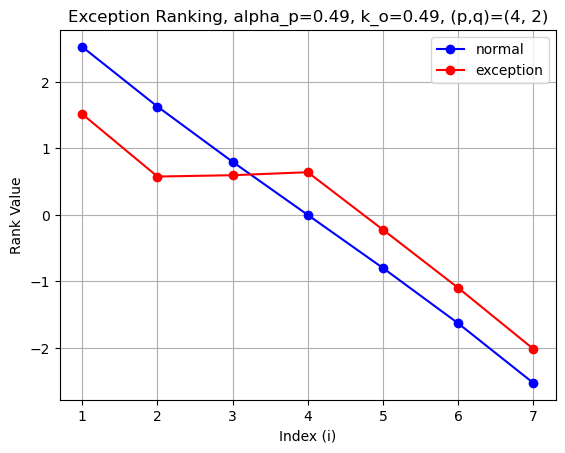 Exception Ranking, alpha_p=0.49, k_o=0.49, (p,q)=(4, 2)
normal
exception
2
1
0
−1
−2
Rank Value
1 2 3 4 5 6 7
Index (i)